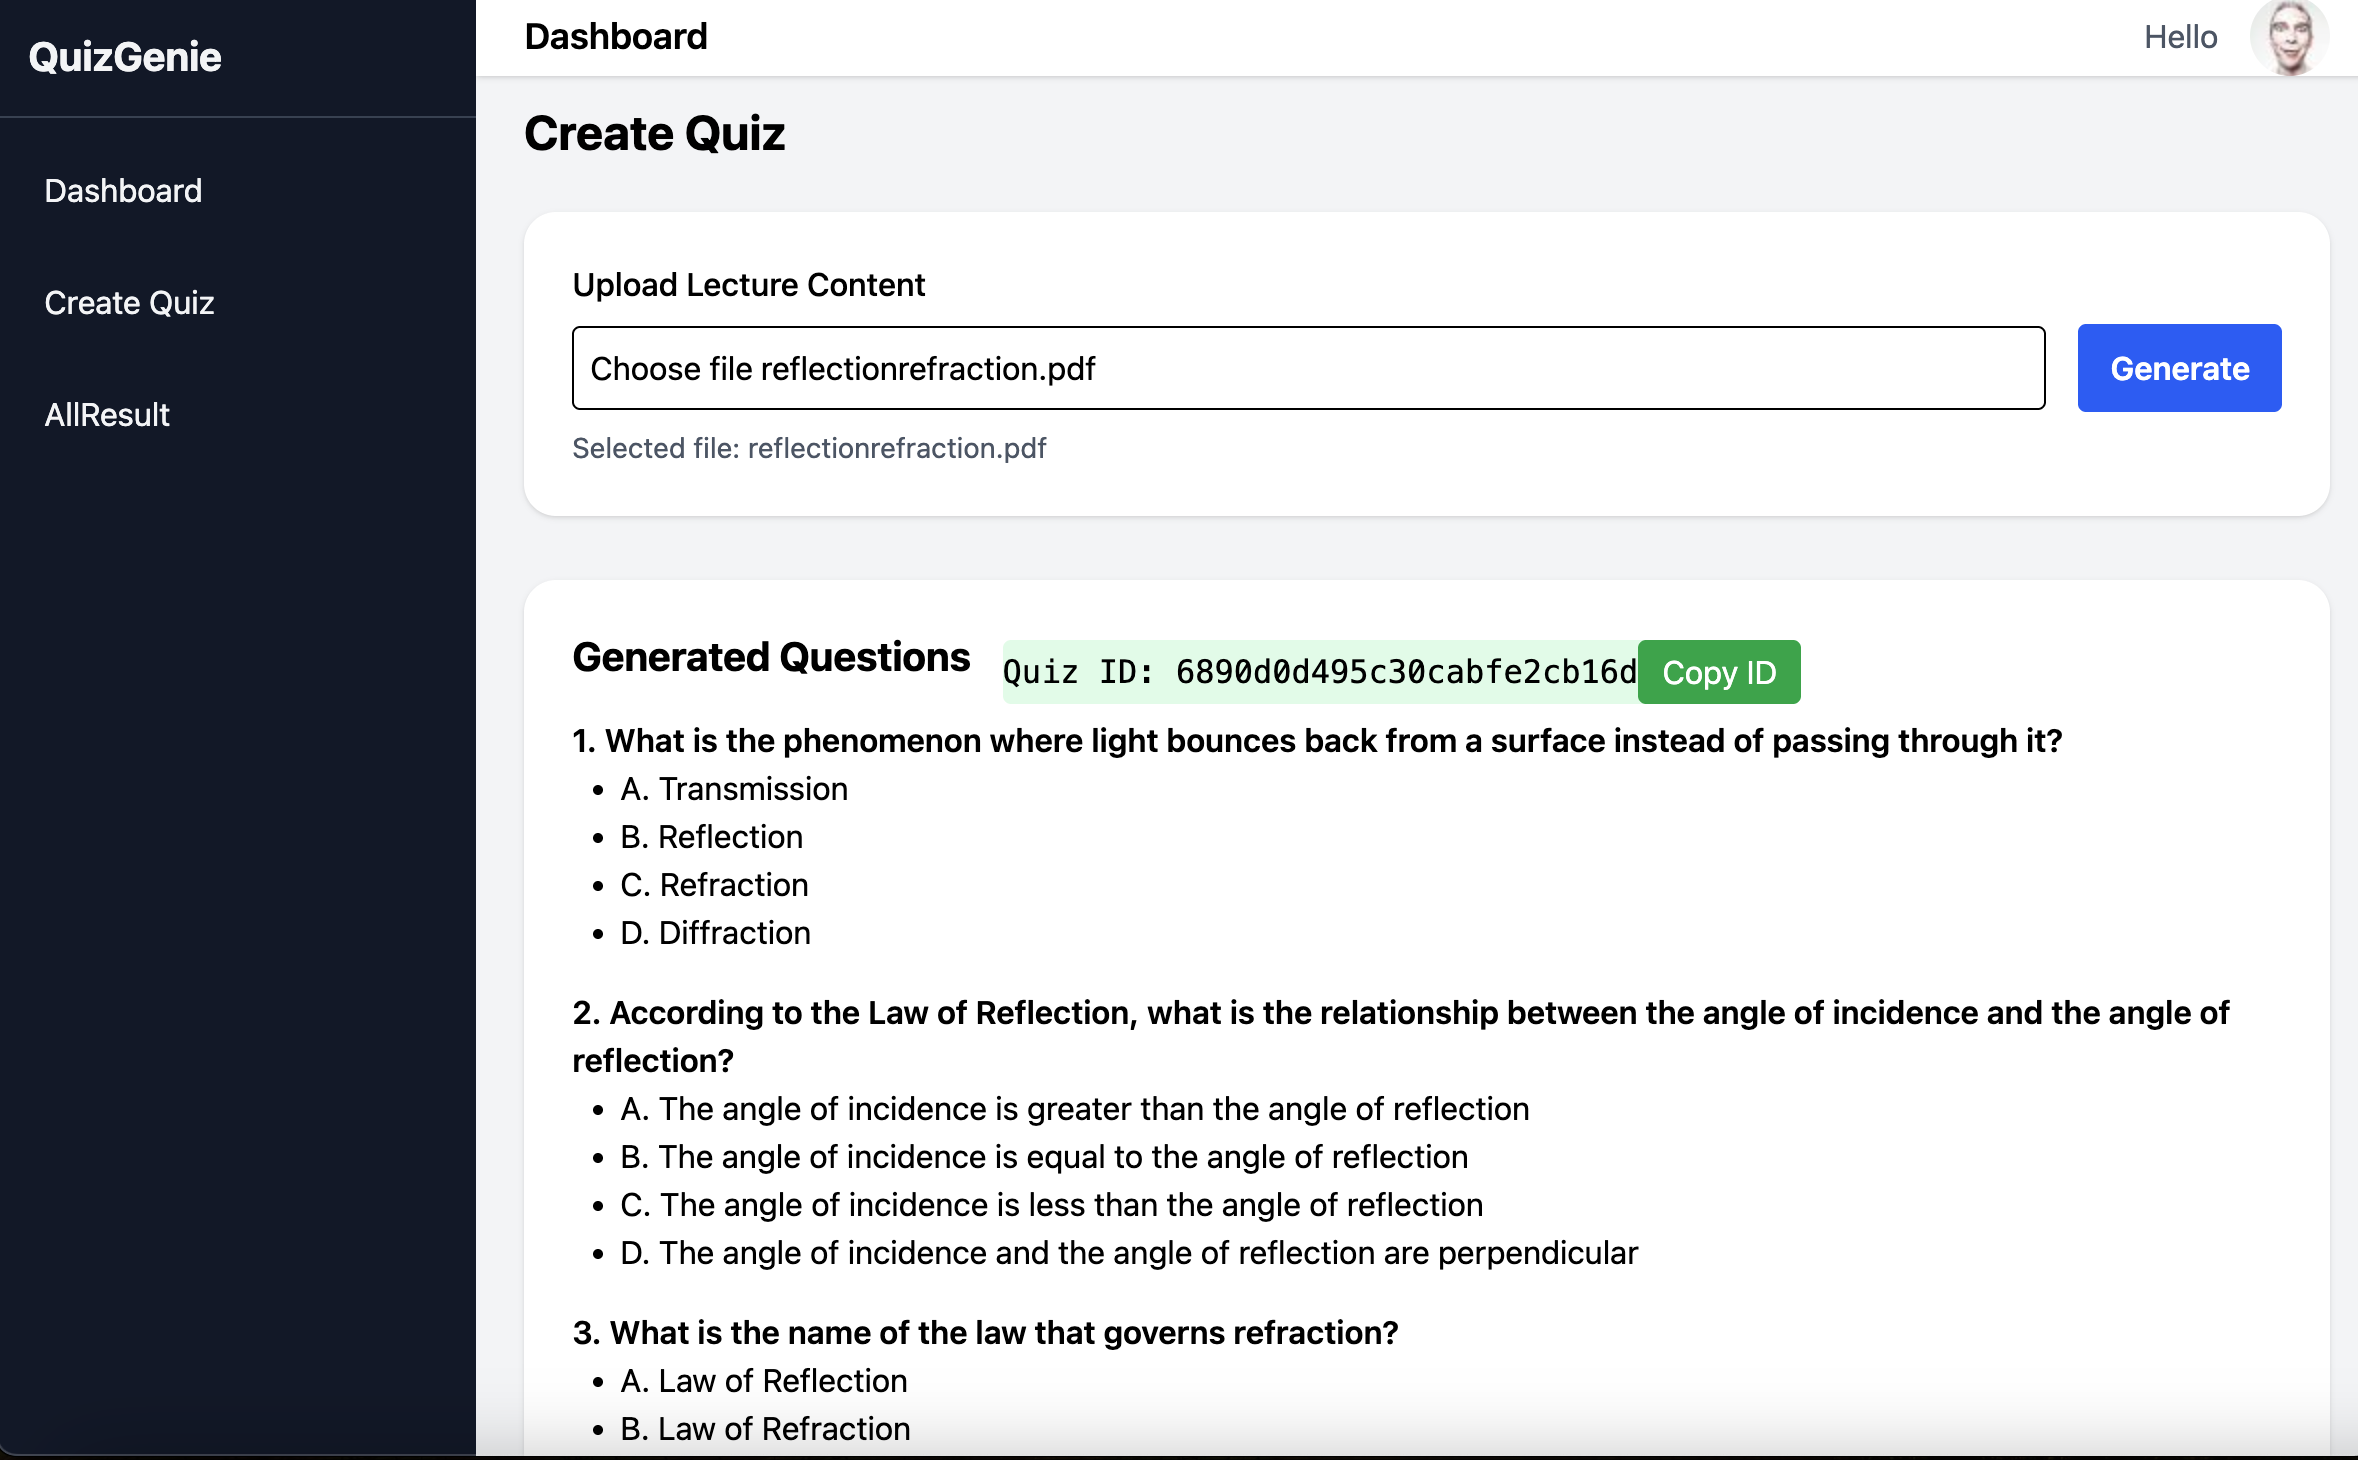 QuizGenie
Dashboard
Create Quiz
AllResult
Dashboard
Hello
Create Quiz
Upload Lecture Content
Choose file reflectionrefraction.pdf
Generate
Selected file: reflectionrefraction.pdf
Generated Questions
Quiz ID: 6890d0d495c30cabfe2cb16d
Copy ID
1. What is the phenomenon where light bounces back from a surface instead of passing through it?
• A. Transmission
• B. Reflection
• C. Refraction
• D. Diffraction
2. According to the Law of Reflection, what is the relationship between the angle of incidence and the angle of
reflection?
• A. The angle of incidence is greater than the angle of reflection
• B. The angle of incidence is equal to the angle of reflection
• C. The angle of incidence is less than the angle of reflection
• D. The angle of incidence and the angle of reflection are perpendicular
3. What is the name of the law that governs refraction?
• A. Law of Reflection
• B. Law of Refraction